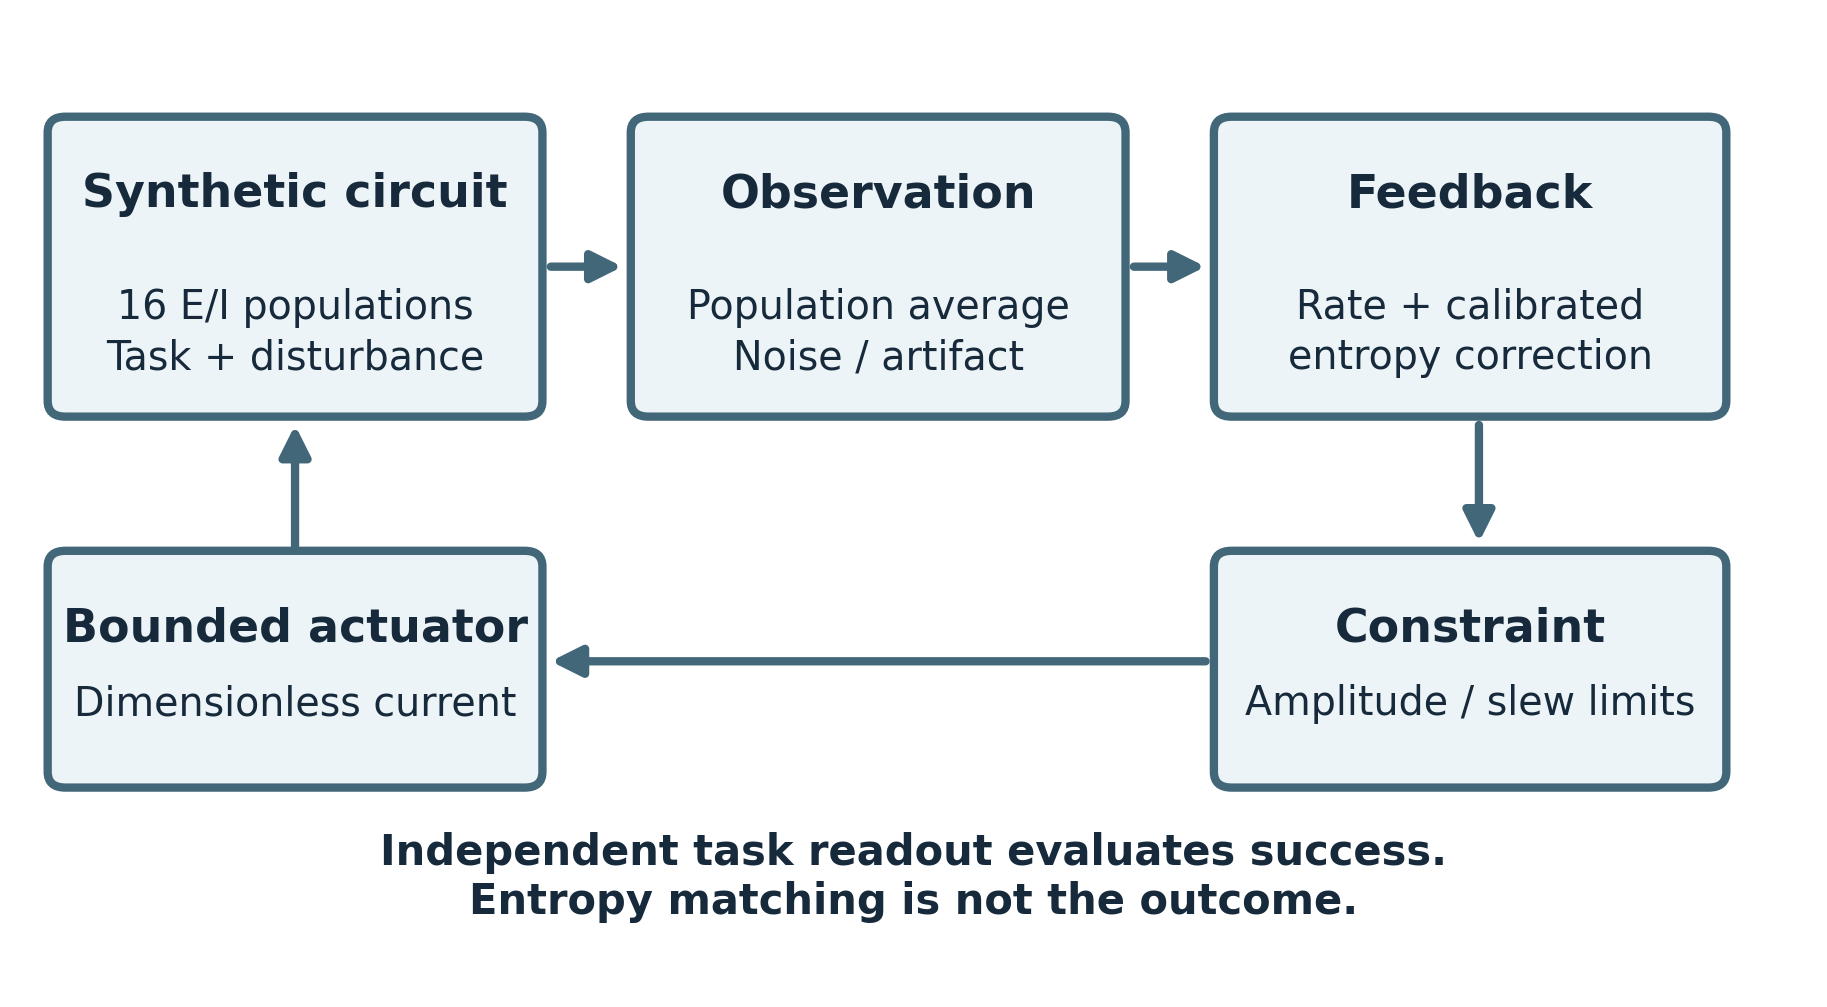 Synthetic circuit
16 E/I populations
Task + disturbance
Observation
Population average
Noise / artifact
Feedback
Rate + calibrated
entropy correction
Bounded actuator
Dimensionless current
Constraint
Amplitude / slew limits
Independent task readout evaluates success.
Entropy matching is not the outcome.